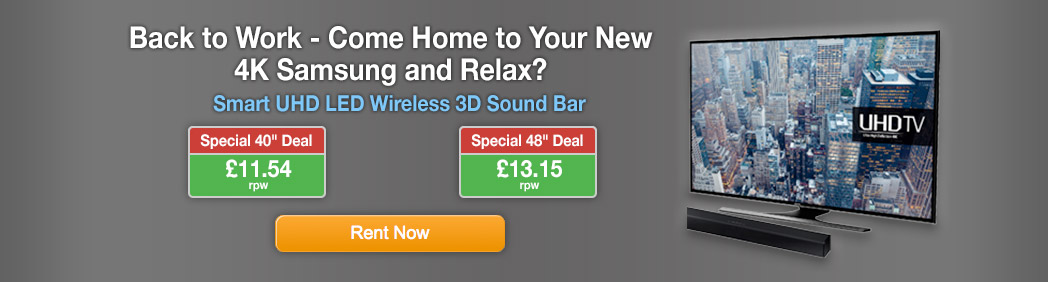 Back to Work - Come Home to Your New
4K Samsung and Relax?
Smart UHD LED Wireless 3D Sound Bar
Special 40" Deal
£11.54
rpw
Special 48" Deal
£13.15
rpw
Rent Now
UHDTV